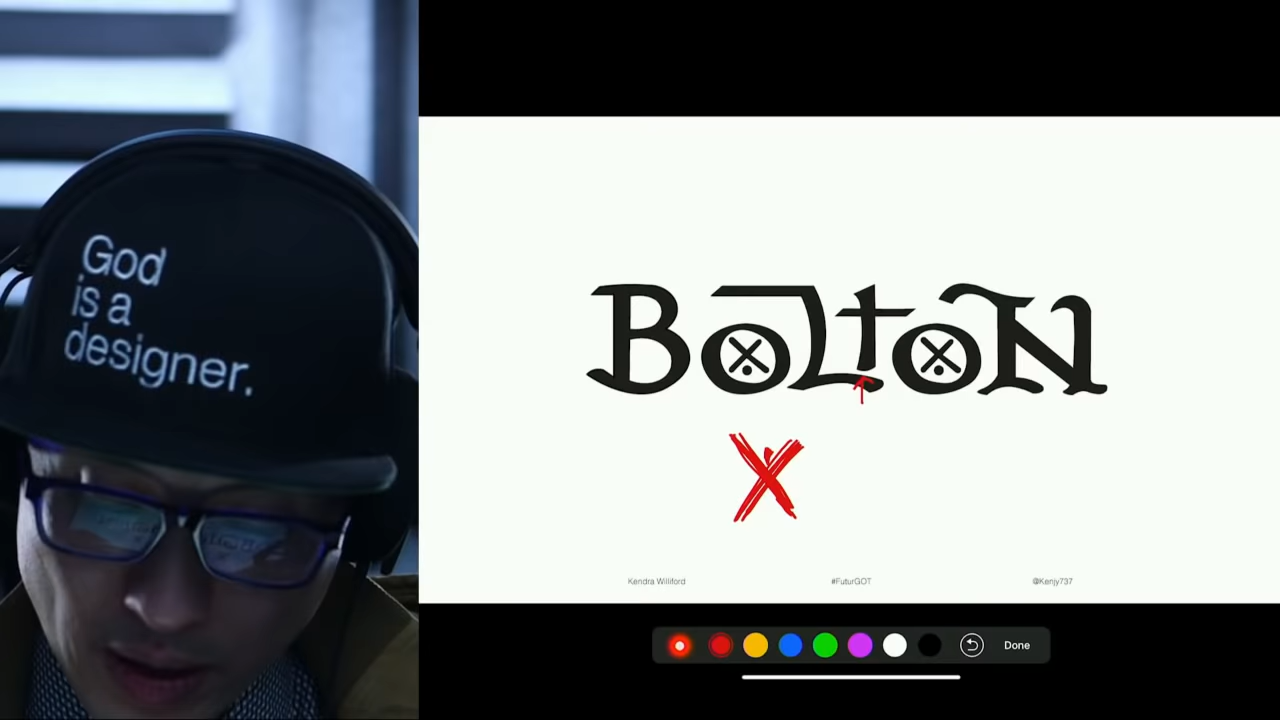 God
is a
designer.
BOLTON
X
Kendra Williford
#FuturGOT
@Kenjy737
Done